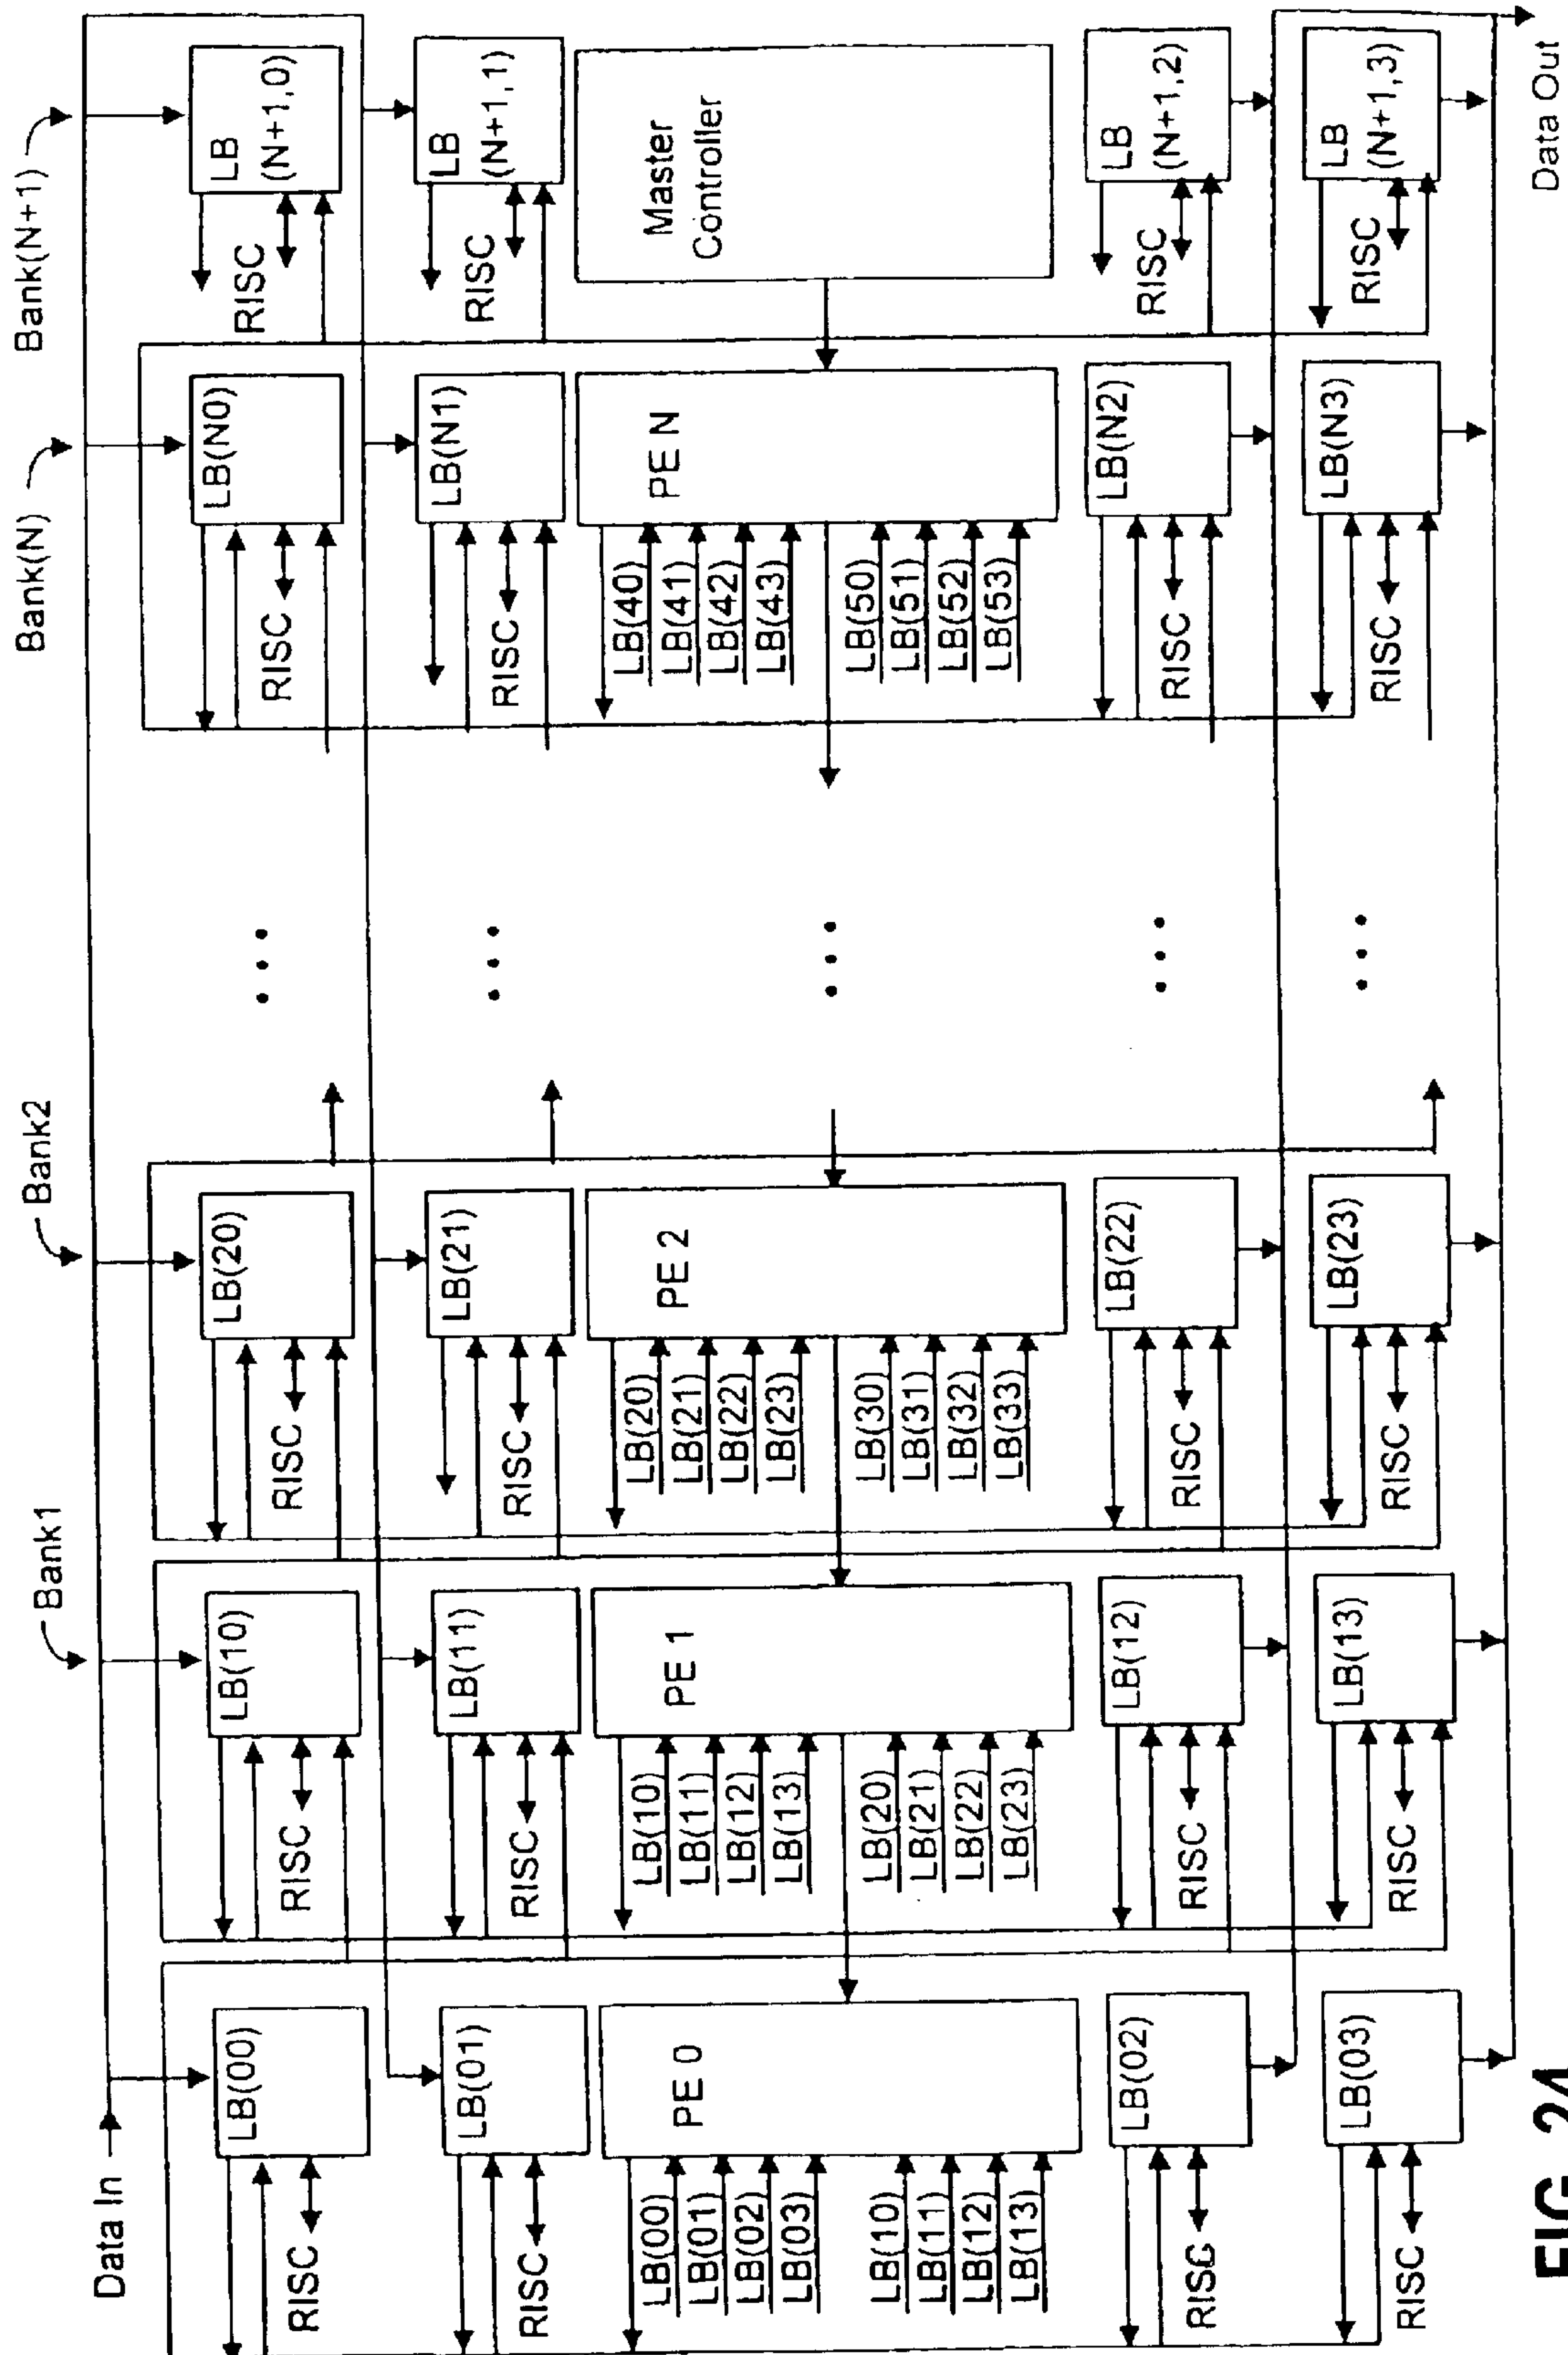 Data In
Bank1
Bank2
Bank(N)
Bank(N+1)
LB(00)
LB(10)
LB(20)
LB(N0)
LB
(N+1,0)
RISC
RISC
RISC
RISC
RISC
LB(01)
LB(11)
LB(21)
LB(N1)
LB
(N+1,1)
RISC
RISC
RISC
RISC
RISC
PE 0
PE 1
PE 2
PE N
Master
Controller
LB(00)
LB(01)
LB(02)
LB(03)
LB(10)
LB(11)
LB(12)
LB(13)
LB(10)
LB(11)
LB(12)
LB(13)
LB(20)
LB(21)
LB(22)
LB(23)
LB(20)
LB(21)
LB(22)
LB(23)
LB(30)
LB(31)
LB(32)
LB(33)
LB(40)
LB(41)
LB(42)
LB(43)
LB(50)
LB(51)
LB(52)
LB(53)
LB(02)
LB(12)
LB(22)
LB(N2)
LB
(N+1,2)
RISC
RISC
RISC
RISC
RISC
LB(03)
LB(13)
LB(23)
LB(N3)
LB
(N+1,3)
RISC
RISC
RISC
RISC
RISC
Data Out
FIG. 24